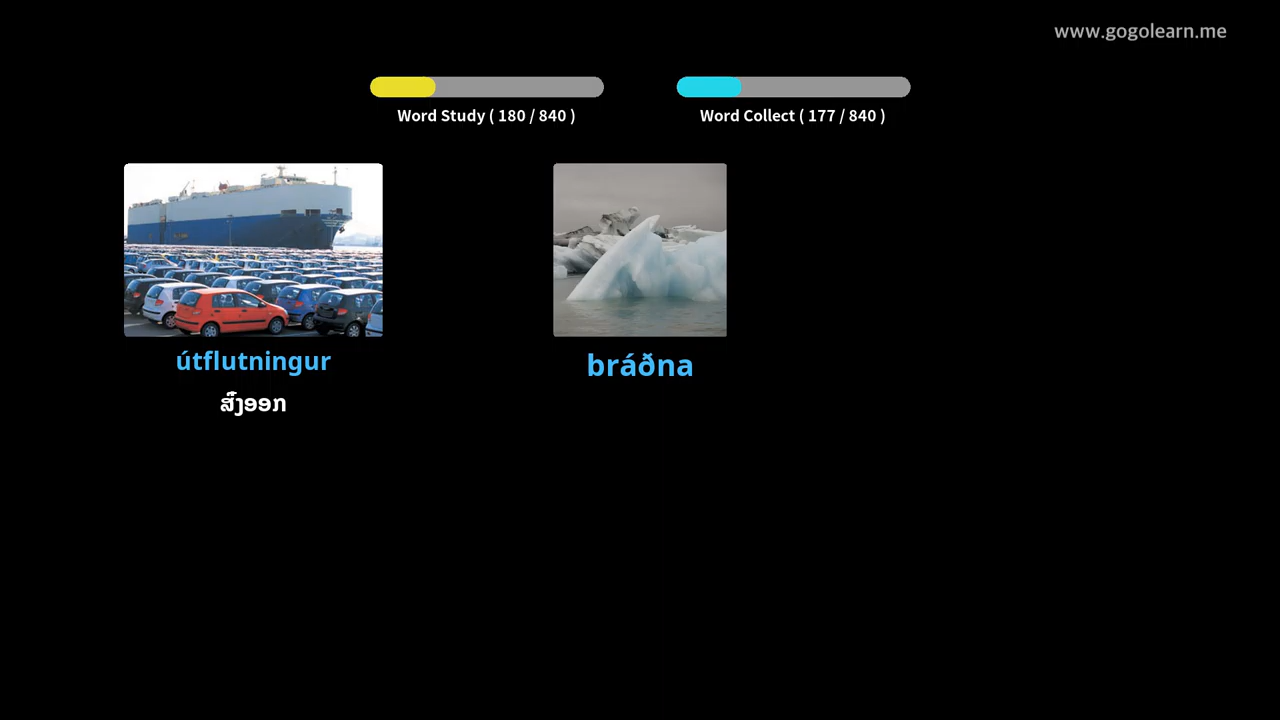 www.gogolearn.me
Word Study ( 180 / 840 )
Word Collect ( 177 / 840 )
útflutningur
ສົ່ງອອກ
bráðna